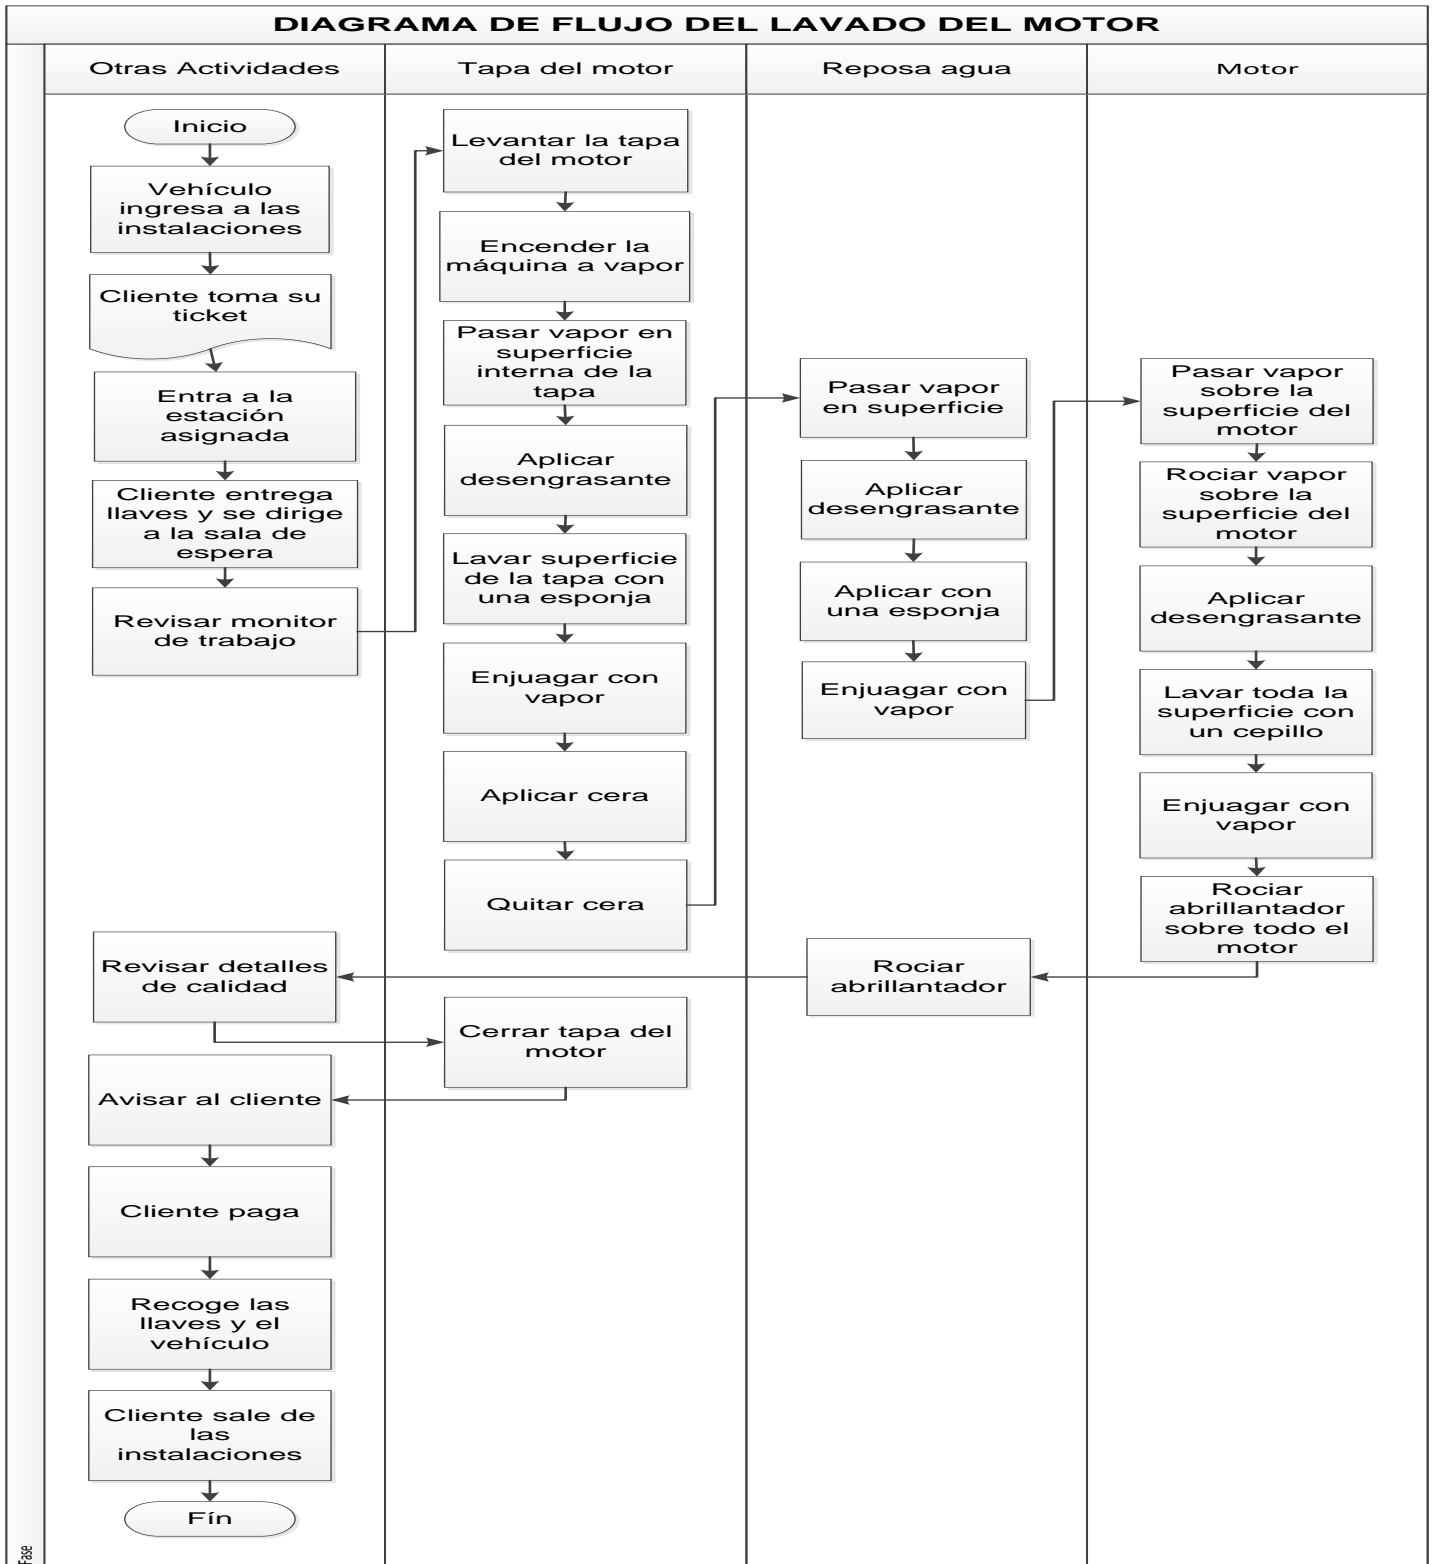 DIAGRAMA DE FLUJO DEL LAVADO DEL MOTOR
Otras Actividades
Tapa del motor
Reposa agua
Motor
Inicio
Vehículo
ingresa a las
instalaciones
Cliente toma su
ticket
Entra a la
estación
asignada
Cliente entrega
llaves y se dirige
a la sala de
espera
Revisar monitor
de trabajo
Levantar la tapa
del motor
Encender la
máquina a vapor
Pasar vapor en
superficie
interna de la
tapa
Aplicar
desengrasante
Lavar superficie
de la tapa con
una esponja
Enjuagar con
vapor
Aplicar cera
Quitar cera
Pasar vapor
en superficie
Aplicar
desengrasante
Aplicar con
una esponja
Enjuagar con
vapor
Pasar vapor
sobre la
superficie del
motor
Rociar vapor
sobre la
superficie del
motor
Aplicar
desengrasante
Lavar toda la
superficie con
un cepillo
Enjuagar con
vapor
Rociar
abrillantador
sobre todo el
motor
Rociar
abrillantador
Revisar detalles
de calidad
Cerrar tapa del
motor
Avisar al cliente
Cliente paga
Recoge las
llaves y el
vehículo
Cliente sale de
las
instalaciones
Fín
Fase